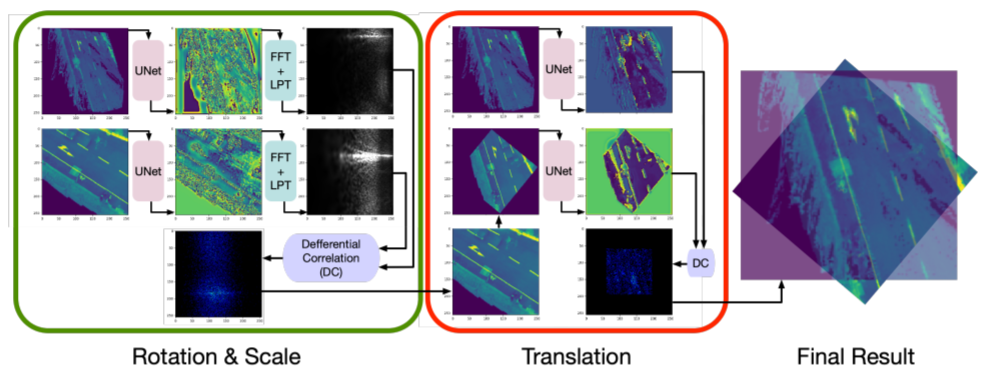 UNet
FFT
+
LPT
UNet
FFT
+
LPT
Defferential
Correlation
(DC)
UNet
UNet
DC
Rotation & Scale
Translation
Final Result